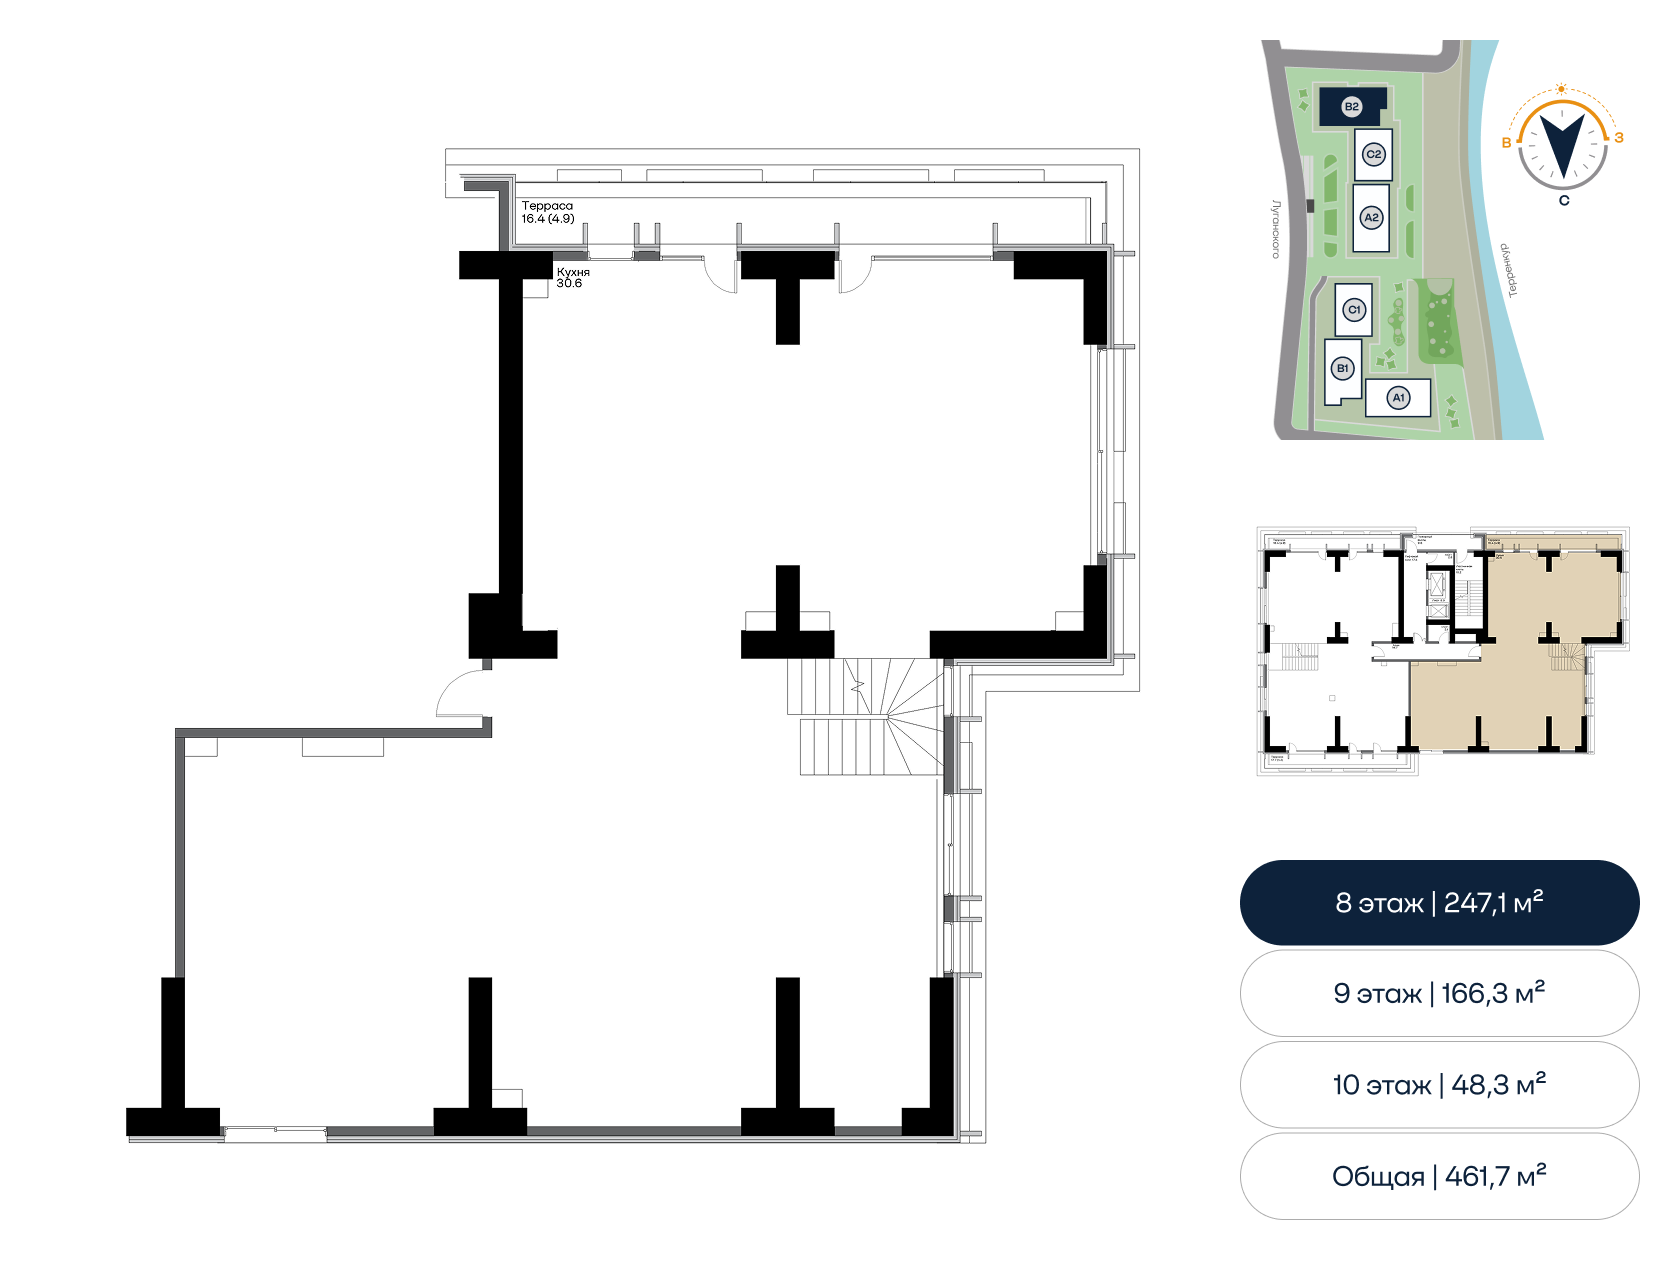 Терраса
16.4 (4.9)
Кухня
30.6
B2
C2
A2
C1
B1
A1
Луганского
Терренкур
В
З
С
8 этаж | 247,1 м²
9 этаж | 166,3 м²
10 этаж | 48,3 м²
Общая | 461,7 м²